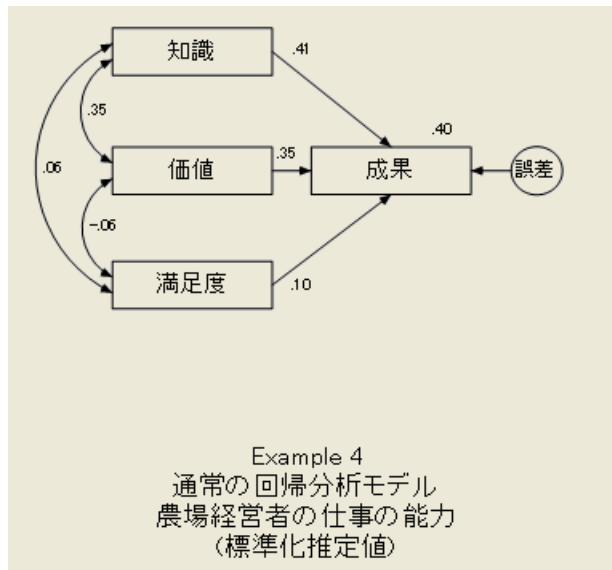 知識
.41
.35
.40
.06
価値
.35
成果
誤差
-.06
満足度
.10
Example 4
通常の回帰分析モデル
農場経営者の仕事の能力
(標準化推定値)